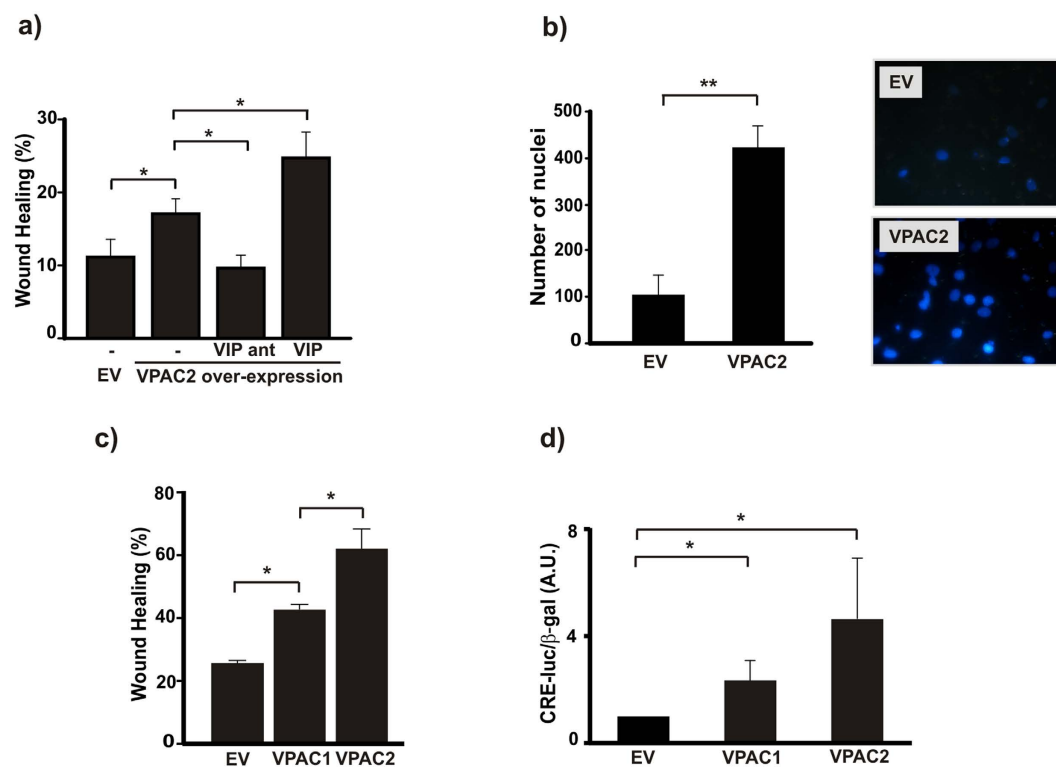 a)
Wound Healing (%)
30
20
10
0
*
*
*
- - VIP ant VIP
EV VPAC2 over-expression
b)
Number of nuclei
500
400
300
200
100
0
**
EV VPAC2
EV
VPAC2
c)
Wound Healing (%)
80
60
40
20
0
*
*
EV VPAC1 VPAC2
d)
CRE-luc/β-gal (A.U.)
8
4
0
*
*
EV VPAC1 VPAC2